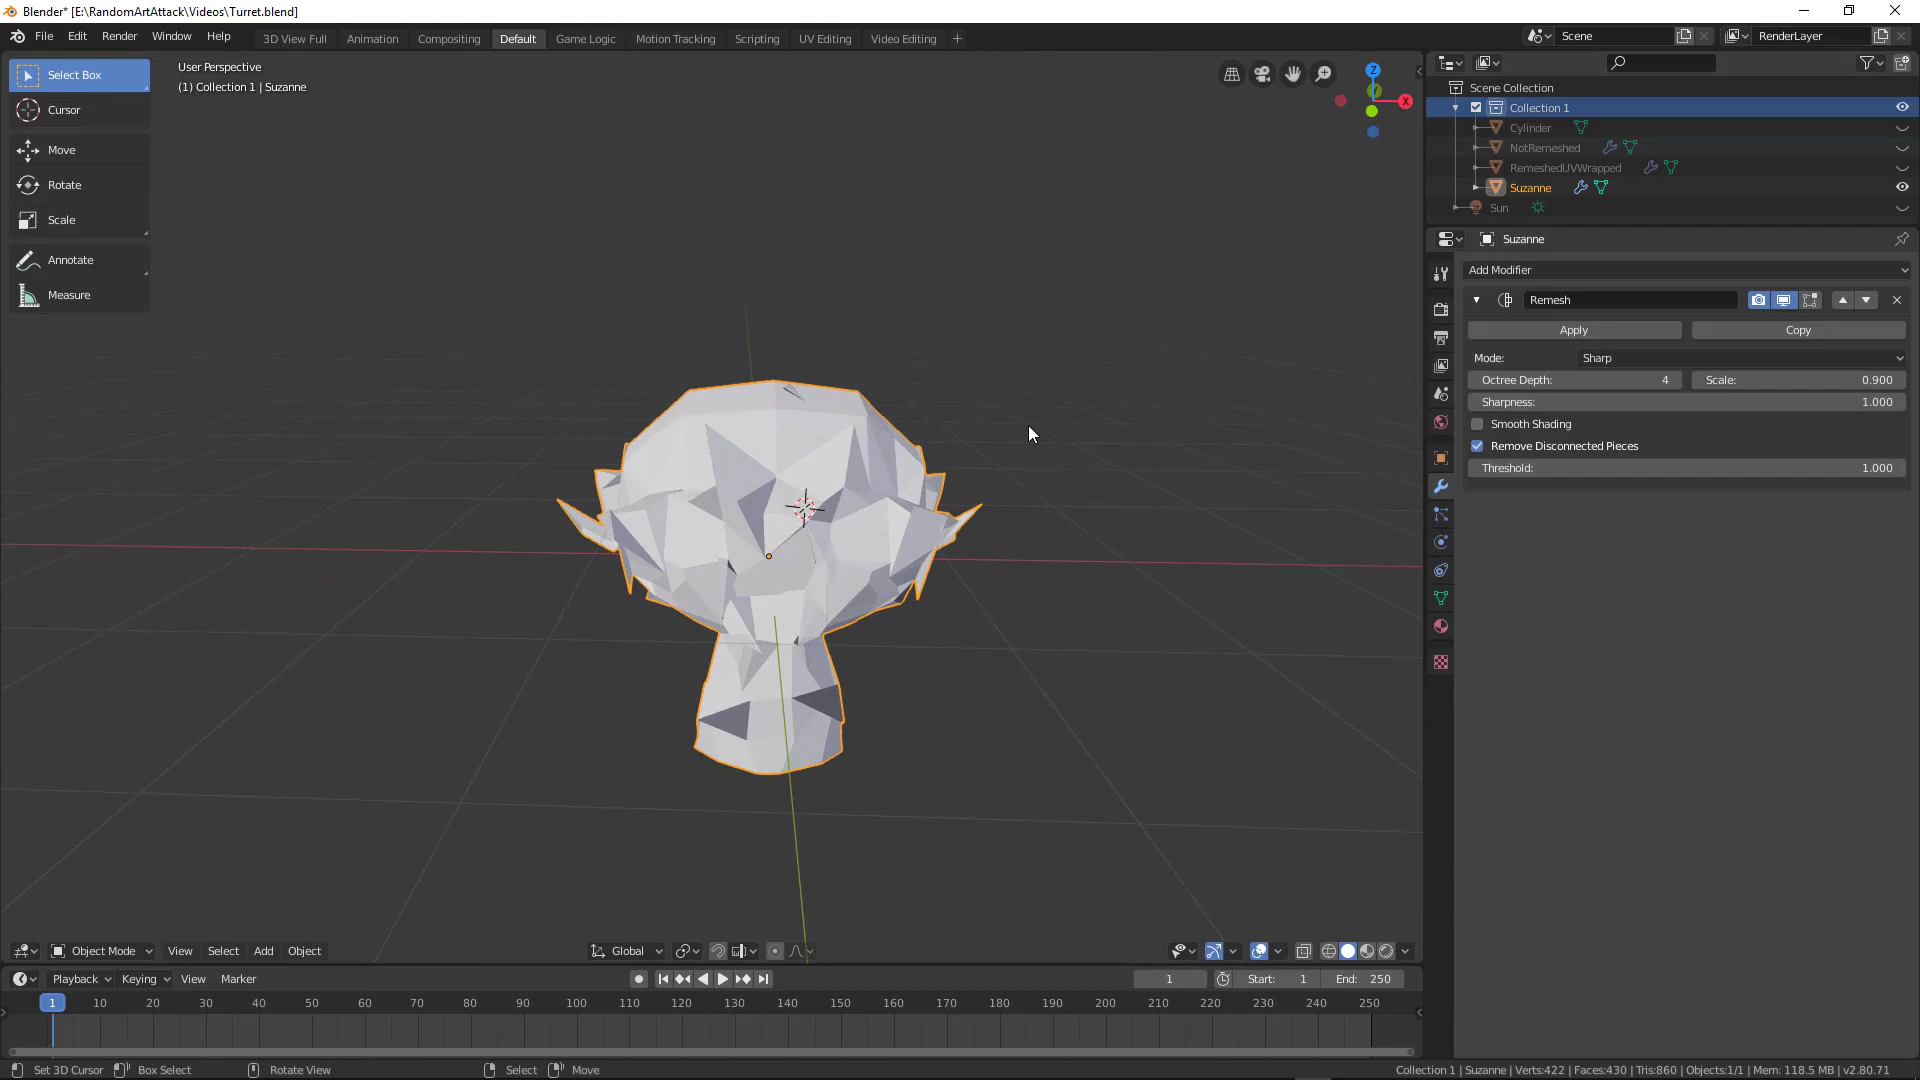 Blender* [E:\RandomArtAttack\Videos\Turret.blend]
File Edit Render Window Help
3D View Full Animation Compositing Default Game Logic Motion Tracking Scripting UV Editing Video Editing +
Scene
RenderLayer
Select Box
Cursor
Move
Rotate
Scale
Annotate
Measure
User Perspective
(1) Collection 1 | Suzanne
Z
X
Scene Collection
Collection 1
Cylinder
NotRemeshed
RemeshedUVWrapped
Suzanne
Sun
Suzanne
Add Modifier
Remesh
Apply Copy
Mode: Sharp
Octree Depth: 4 Scale: 0.900
Sharpness: 1.000
Smooth Shading
Remove Disconnected Pieces
Threshold: 1.000
Object Mode View Select Add Object
Global
Playback Keying View Marker
1 Start: 1 End: 250
1 10 20 30 40 50 60 70 80 90 100 110 120 130 140 150 160 170 180 190 200 210 220 230 240 250
Set 3D Cursor Box Select Rotate View Select Move
Collection 1 | Suzanne | Verts:422 | Faces:430 | Tris:860 | Objects:1/1 | Mem: 118.5 MB | v2.80.71